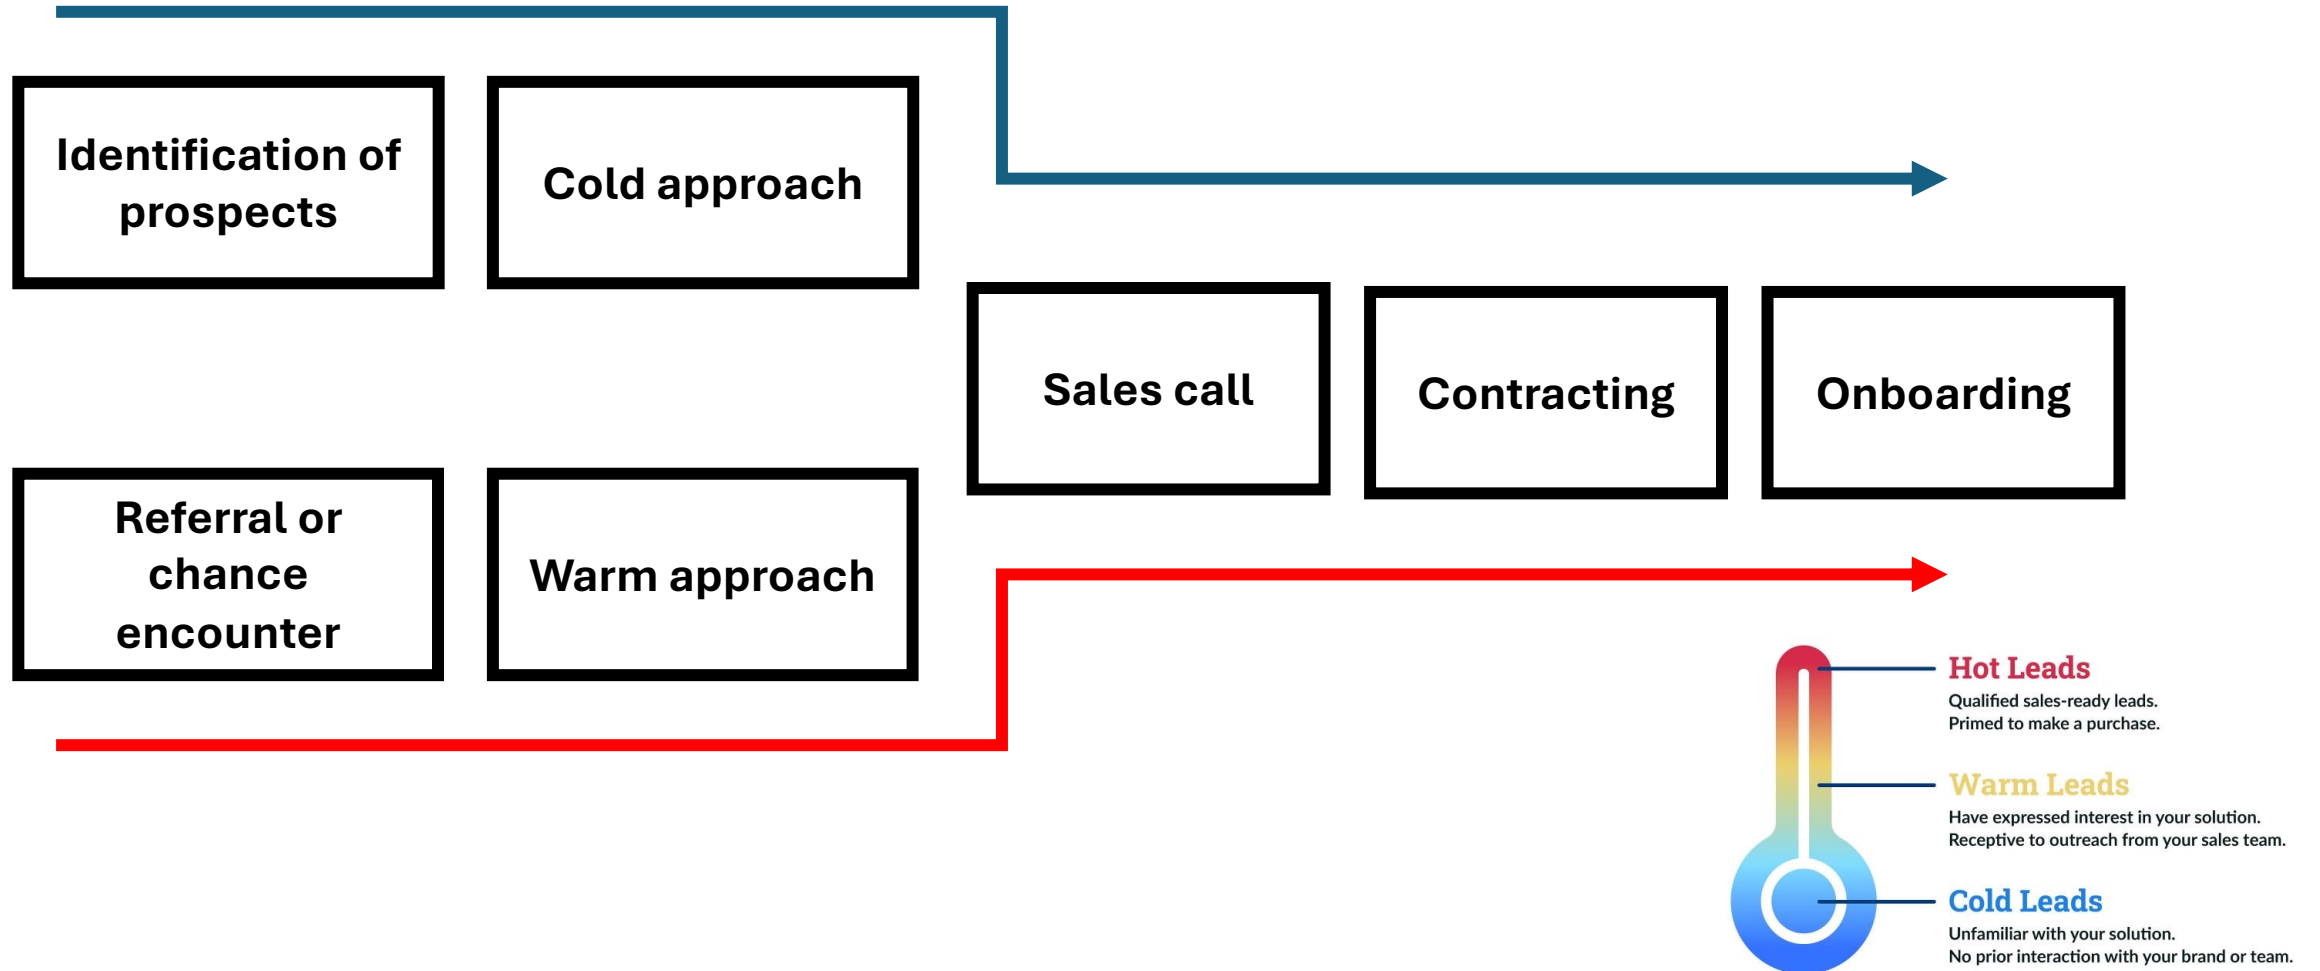 Identification of
prospects
Cold approach
Sales call
Contracting
Onboarding
Referral or
chance
encounter
Warm approach
Hot Leads
Qualified sales-ready leads.
Primed to make a purchase.
Warm Leads
Have expressed interest in your solution.
Receptive to outreach from your sales team.
Cold Leads
Unfamiliar with your solution.
No prior interaction with your brand or team.